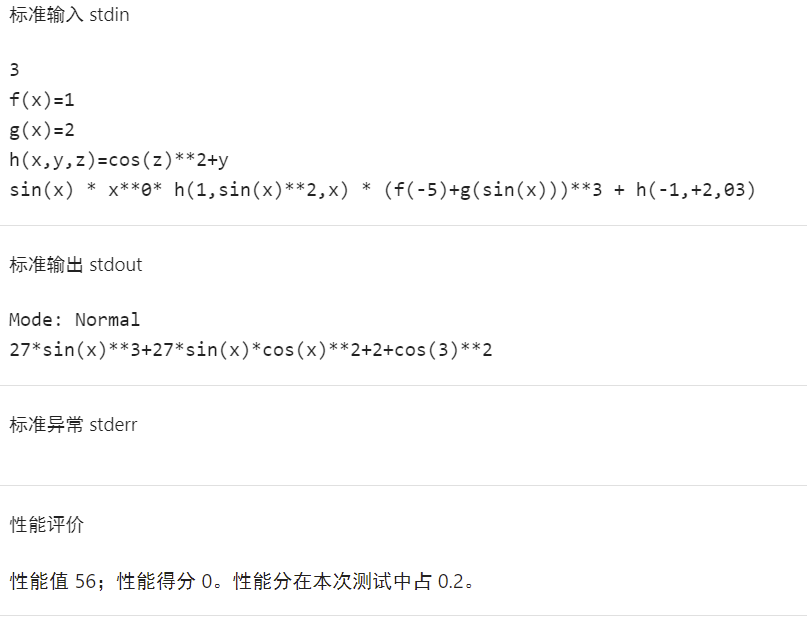 标准输入 stdin
3
f(x)=1
g(x)=2
h(x,y,z)=cos(z)**2+y
sin(x) * x**0* h(1,sin(x)**2,x) * (f(-5)+g(sin(x)))**3 + h(-1,+2,03)
标准输出 stdout
Mode: Normal
27*sin(x)**3+27*sin(x)*cos(x)**2+2+cos(3)**2
标准异常 stderr
性能评价
性能值 56；性能得分 0。性能分在本次测试中占 0.2。